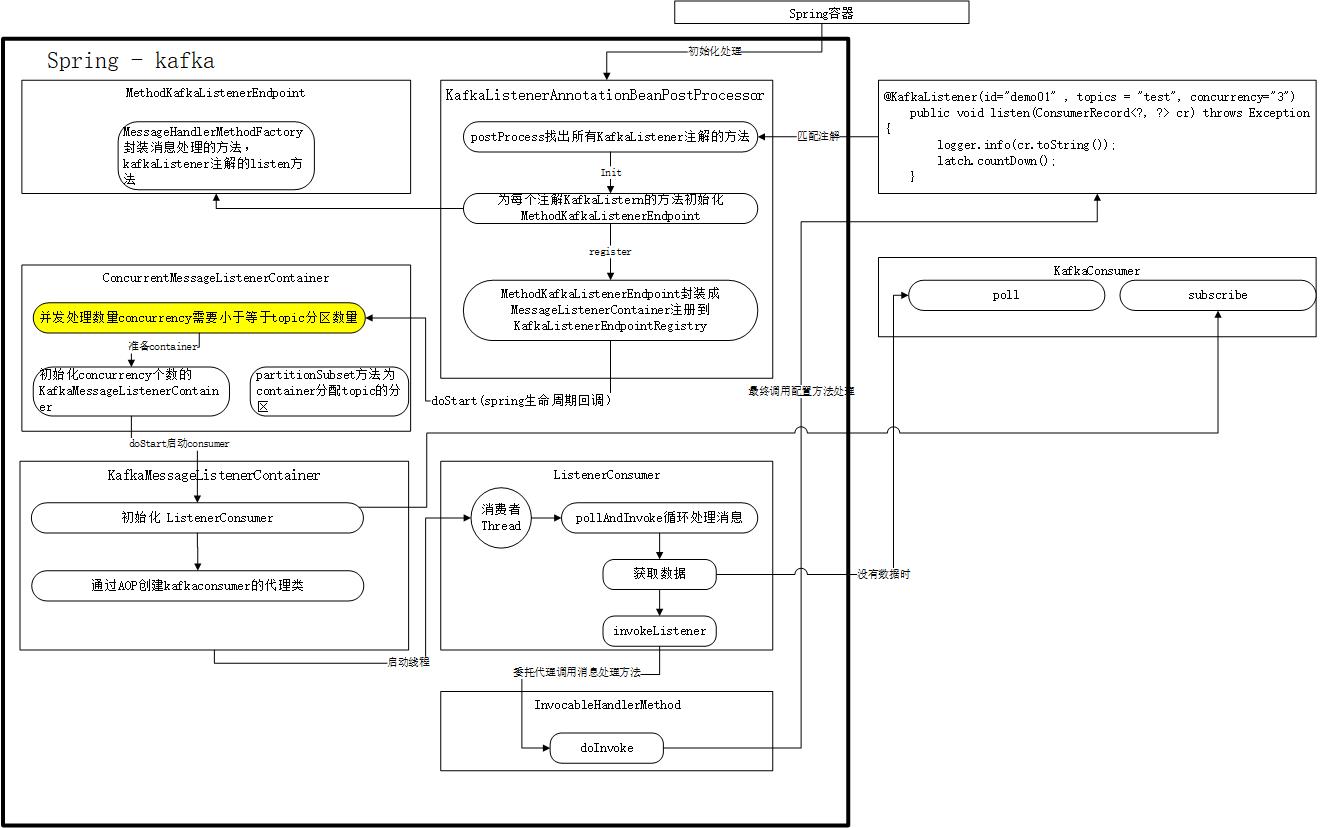 Spring容器
初始化处理
Spring - kafka
MethodKafkaListenerEndpoint
MessageHandlerMethodFactory
封装消息处理的方法，
kafkaListener注解的listen方
法
KafkaListenerAnnotationBeanPostProcessor
postProcess找出所有KafkaListener注解的方法
Init
为每个注解KafkaListern的方法初始化
MethodKafkaListenerEndpoint
register
MethodKafkaListenerEndpoint封装成
MessageListenerContainer注册到
KafkaListenerEndpointRegistry
匹配注解
@KafkaListener(id="demo01" , topics = "test", concurrency="3")
public void listen(ConsumerRecord<?, ?> cr) throws Exception
{
logger.info(cr.toString());
latch.countDown();
}
KafkaConsumer
poll
subscribe
ConcurrentMessageListenerContainer
并发处理数量concurrency需要小于等于topic分区数量
准备container
初始化concurrency个数的
KafkaMessageListenerContain
er
partitionSubset方法为
container分配topic的分
区
doStart(spring生命周期回调)
最终调用配置方法处理
doStart启动consumer
KafkaMessageListenerContainer
初始化 ListenerConsumer
通过AOP创建kafkaconsumer的代理类
启动线程
ListenerConsumer
消费者
Thread
pollAndInvoke循环处理消息
获取数据
没有数据时
invokeListener
委托代理调用消息处理方法
InvocableHandlerMethod
doInvoke